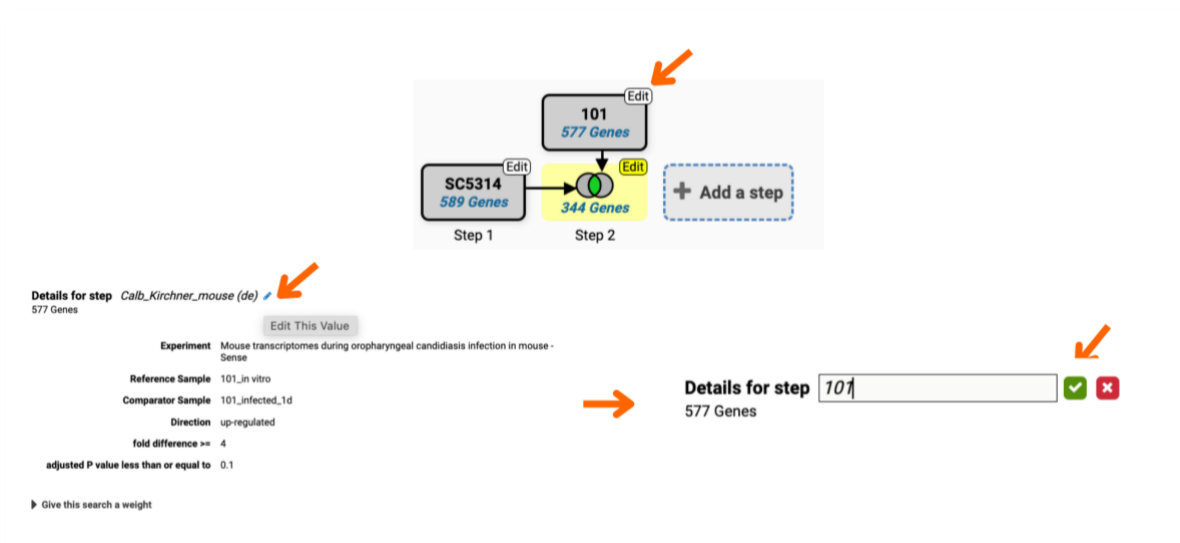 Edit
101
577 Genes
Edit
Edit
SC5314
589 Genes
344 Genes
+ Add a step
Step 1
Step 2
Details for step Calb_Kirchner_mouse (de)
577 Genes
Edit This Value
Experiment Mouse transcriptomes during oropharyngeal candidiasis infection in mouse -
Sense
Reference Sample 101_in vitro
Comparator Sample 101_infected_1d
Direction up-regulated
fold difference >= 4
adjusted P value less than or equal to 0.1
Give this search a weight
Details for step 101
577 Genes